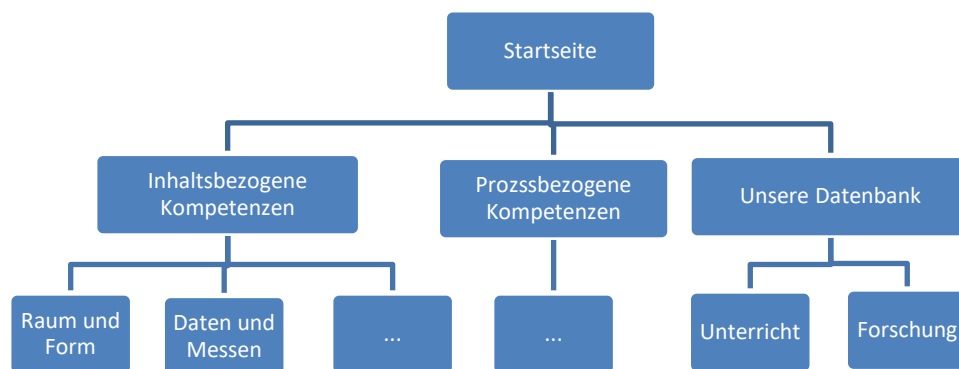 Startseite
Inhaltsbezogene
Kompetenzen
Prozssbezogene
Kompetenzen
Unsere Datenbank
Raum und
Form
Daten und
Messen
...
...
Unterricht
Forschung